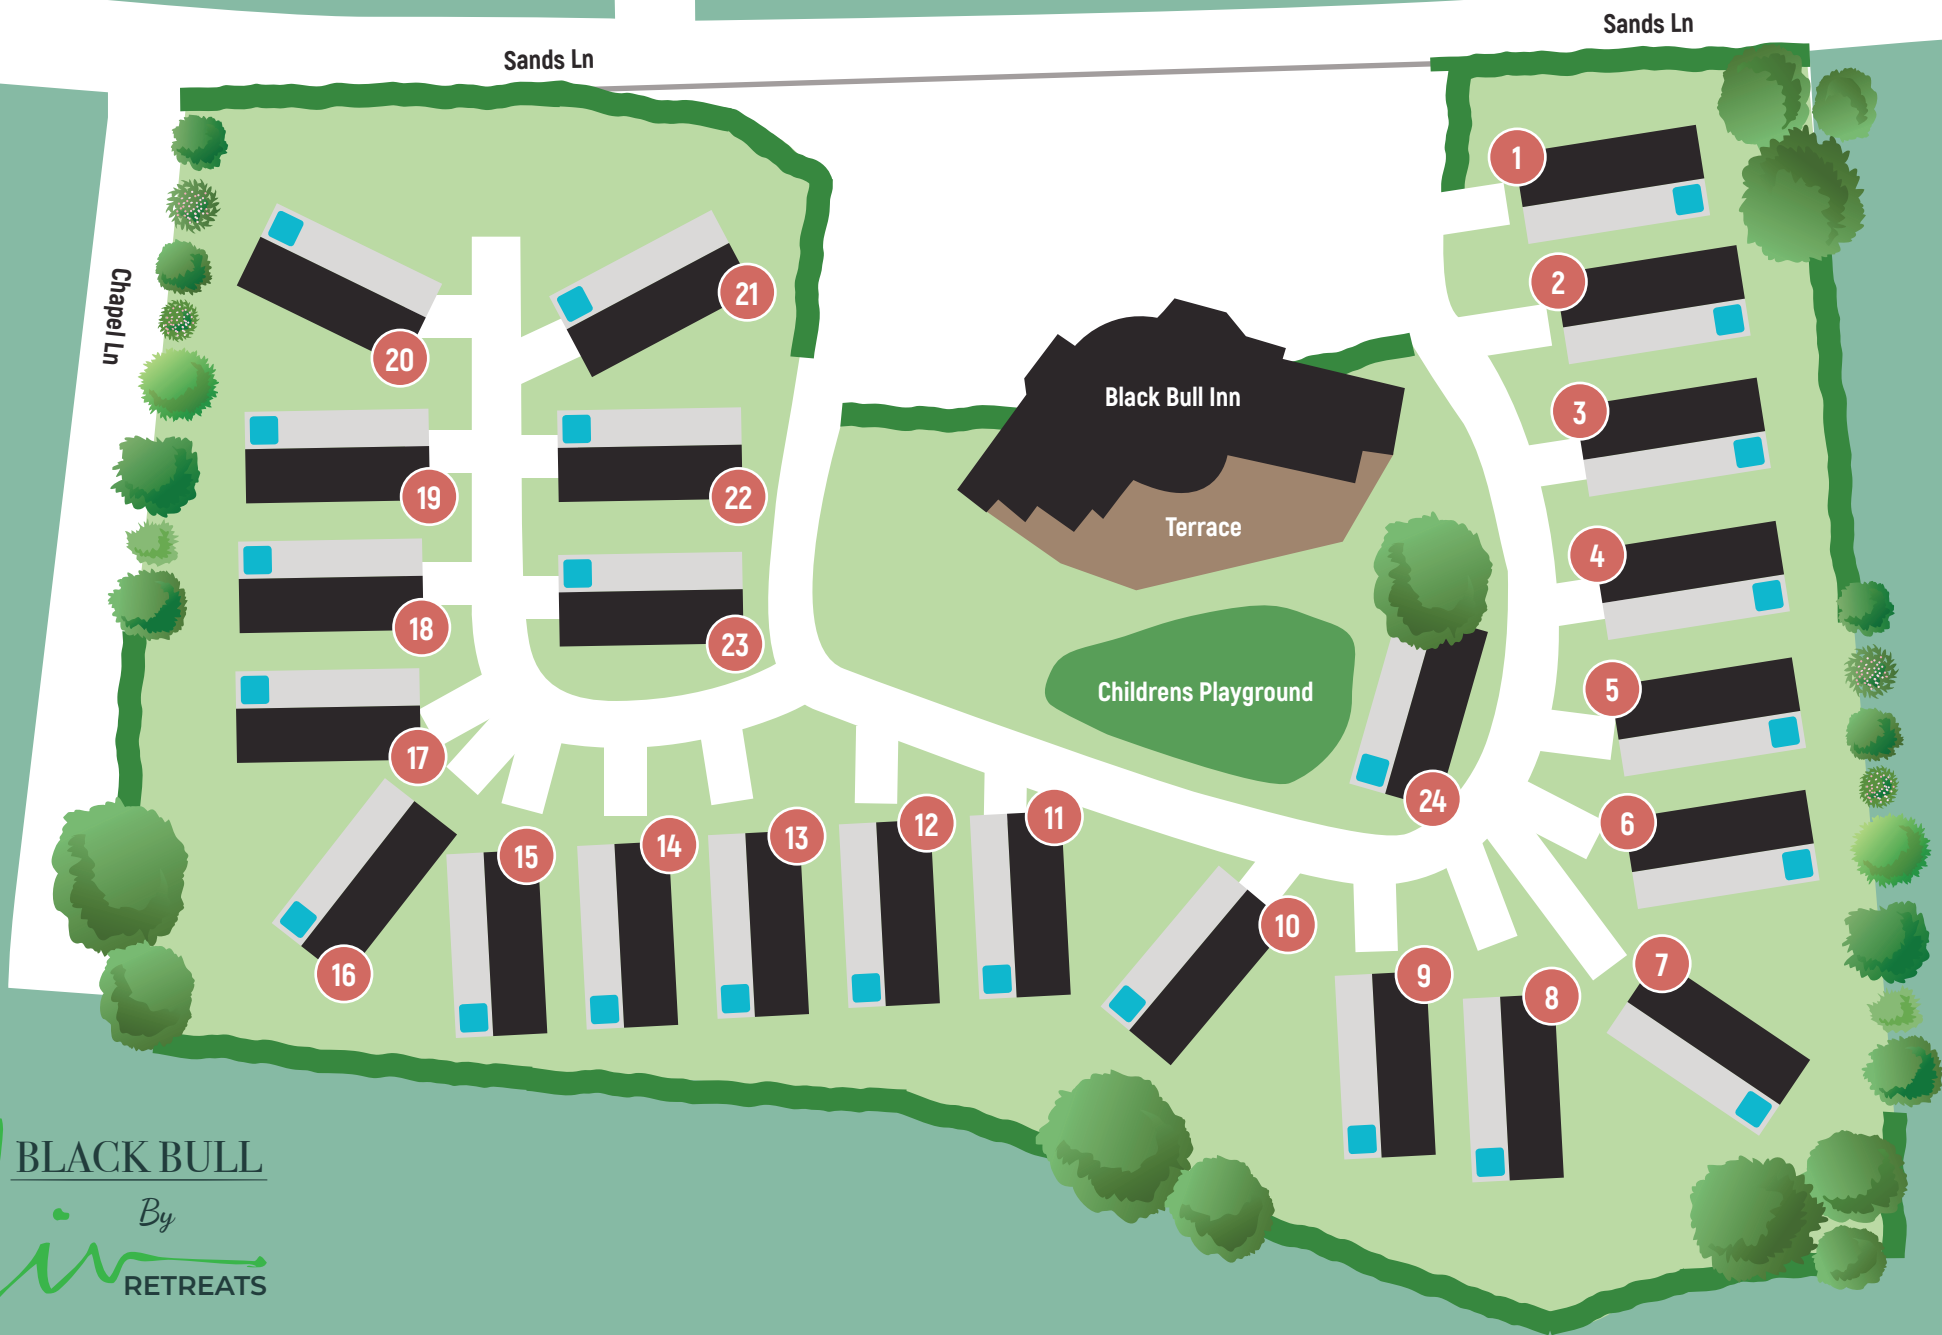 Sands Ln
Sands Ln
Chapel Ln
1
2
3
4
5
6
7
8
9
10
11
12
13
14
15
16
17
18
19
20
21
22
23
24
Black Bull Inn
Terrace
Childrens Playground
BLACK BULL
By
in
RETREATS